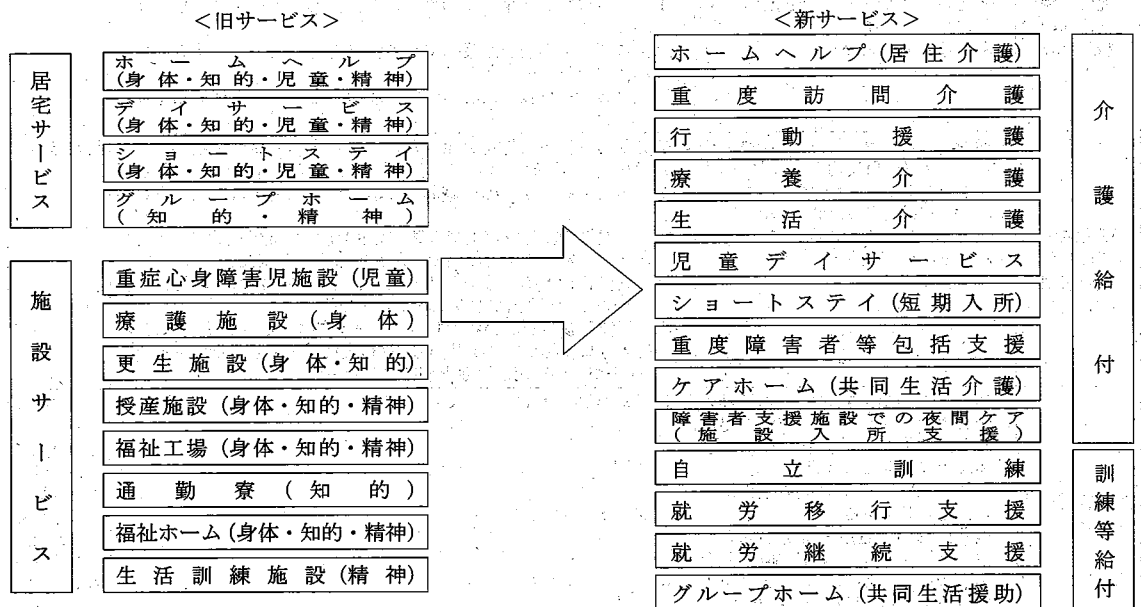 <旧サービス>
居宅サービス
ホームヘルプ
(身体・知的・児童・精神)
デイサービス
(身体・知的・児童・精神)
ショートステイ
(身体・知的・児童・精神)
グループホーム
(知的・精神)
施設サービス
重症心身障害児施設 (児童)
療護施設 (身体)
更生施設 (身体・知的)
授産施設 (身体・知的・精神)
福祉工場 (身体・知的・精神)
通勤寮 (知的)
福祉ホーム (身体・知的・精神)
生活訓練施設 (精神)
<新サービス>
ホームヘルプ (居住介護)
重度訪問介護
行動援護
療養介護
生活介護
児童デイサービス
ショートステイ (短期入所)
重度障害者等包括支援
ケアホーム (共同生活介護)
障害者支援施設での夜間ケア
(施設入所支援)
介護給付
自立訓練
就労移行支援
就労継続支援
グループホーム (共同生活援助)
訓練等給付